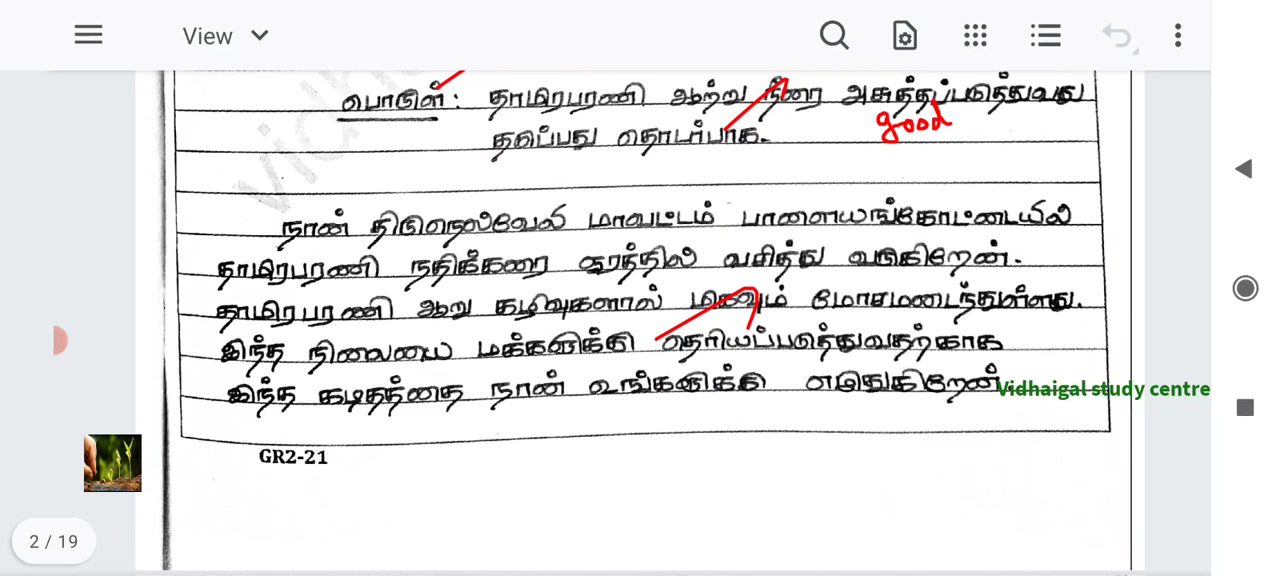 View
பொருள் : தாமிரபரணி ஆற்று நீரை அசுத்தப்படுத்துவது
good
தகப்பது தொடர்பாக.
நான் திருநெல்வேலி மாவட்டம் பாளையங்கோட்டையில்
தாமிரபரணி நதிக்கரை ஓரத்தில் வசித்து வருகிறேன்.
தாமிரபரணி ஆறு கழிவுகளால் மிகவும் மோசமடைந்துள்ளது.
இந்த நிலையை மக்களுக்கு தெரியப்படுத்துவதற்காக
இந்த கடிதத்தை நான் உங்களுக்கு எழுதுகிறேன்.
Vidhaigal study centre
GR2-21
2 / 19